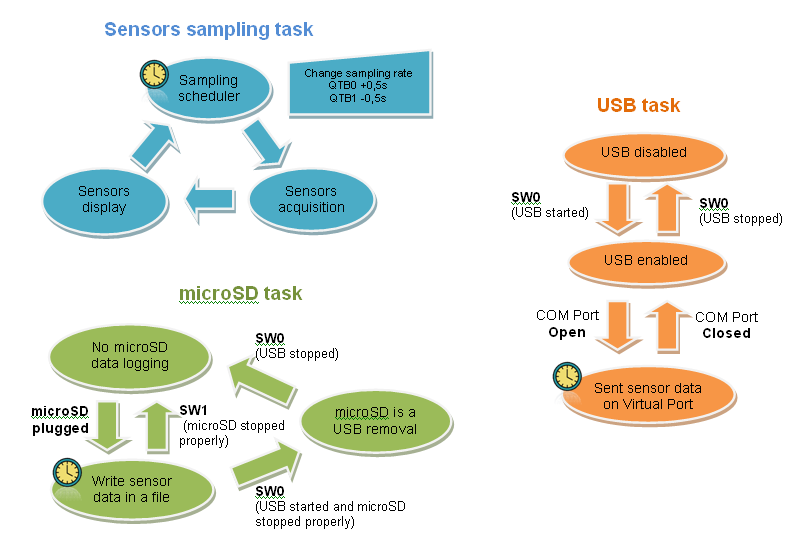 Sensors sampling task
Sampling
scheduler
Change sampling rate
QTB0 +0,5s
QTB1 -0,5s
Sensors
display
Sensors
acquisition
USB task
USB disabled
SW0
(USB started)
SW0
(USB stopped)
USB enabled
COM Port
Open
COM Port
Closed
Sent sensor data
on Virtual Port
microSD task
No microSD
data logging
SW0
(USB stopped)
microSD
plugged
SW1
(microSD stopped
properly)
microSD is a
USB removal
Write sensor
data in a file
SW0
(USB started and microSD
stopped properly)